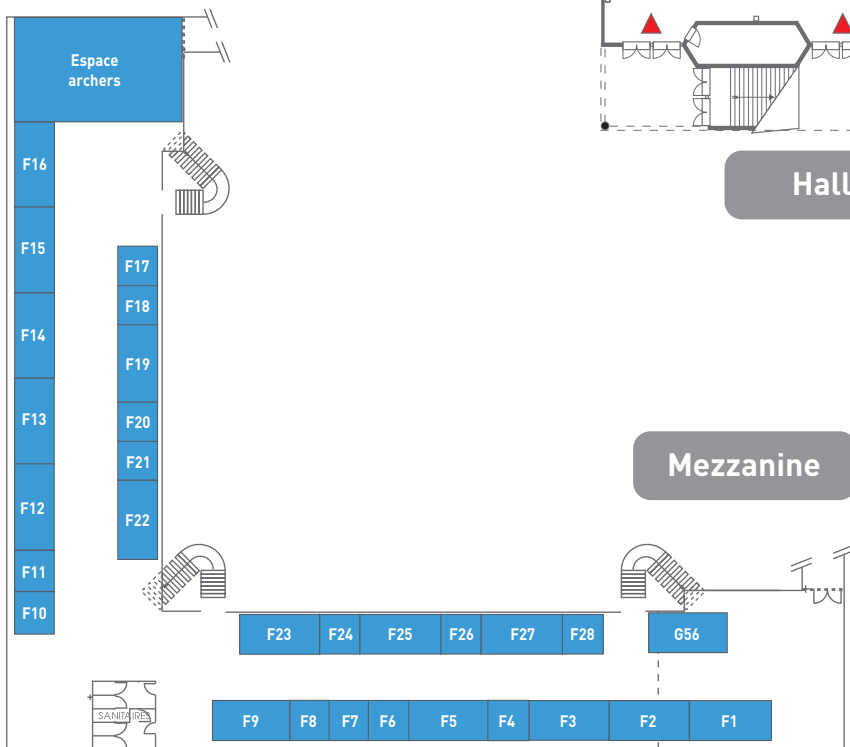 Espace
archers
Hall
F16
F15
F14
F13
F12
F11
F10
F17
F18
F19
F20
F21
F22
Mezzanine
F23
F24
F25
F26
F27
F28
G56
SANITAIRES
F9
F8
F7
F6
F5
F4
F3
F2
F1